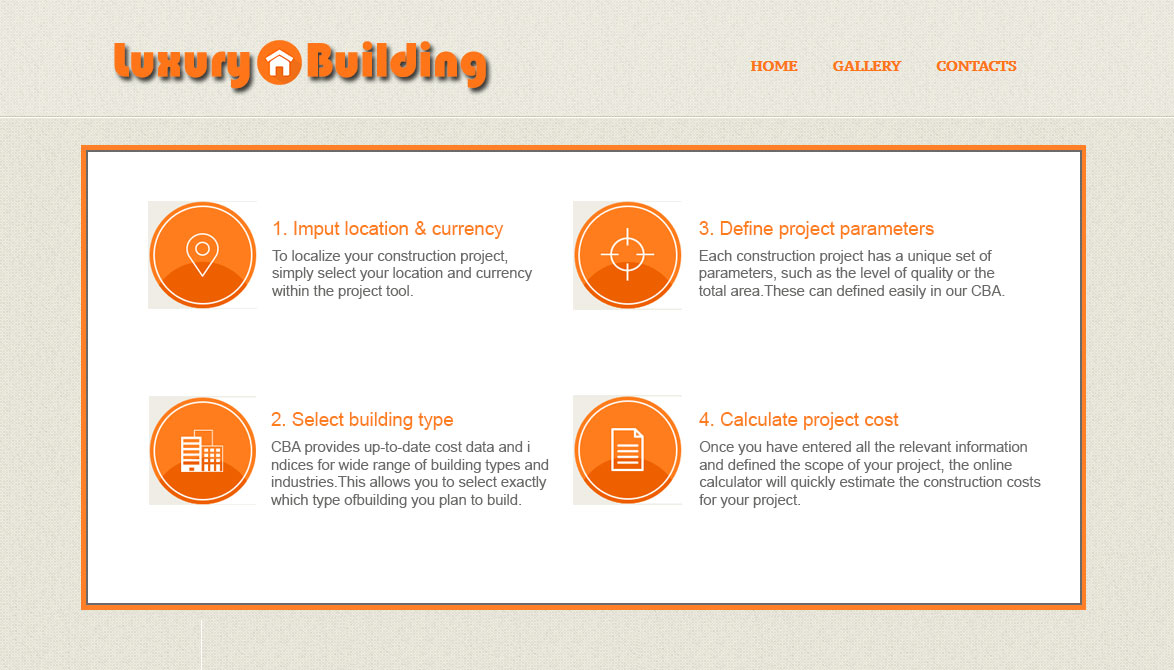 Luxury Building
HOME GALLERY CONTACTS
1. Imput location & currency
To localize your construction project,
simply select your location and currency
within the project tool.
3. Define project parameters
Each construction project has a unique set of
parameters, such as the level of quality or the
total area.These can defined easily in our CBA.
2. Select building type
CBA provides up-to-date cost data and i
ndices for wide range of building types and
industries.This allows you to select exactly
which type ofbuilding you plan to build.
4. Calculate project cost
Once you have entered all the relevant information
and defined the scope of your project, the online
calculator will quickly estimate the construction costs
for your project.